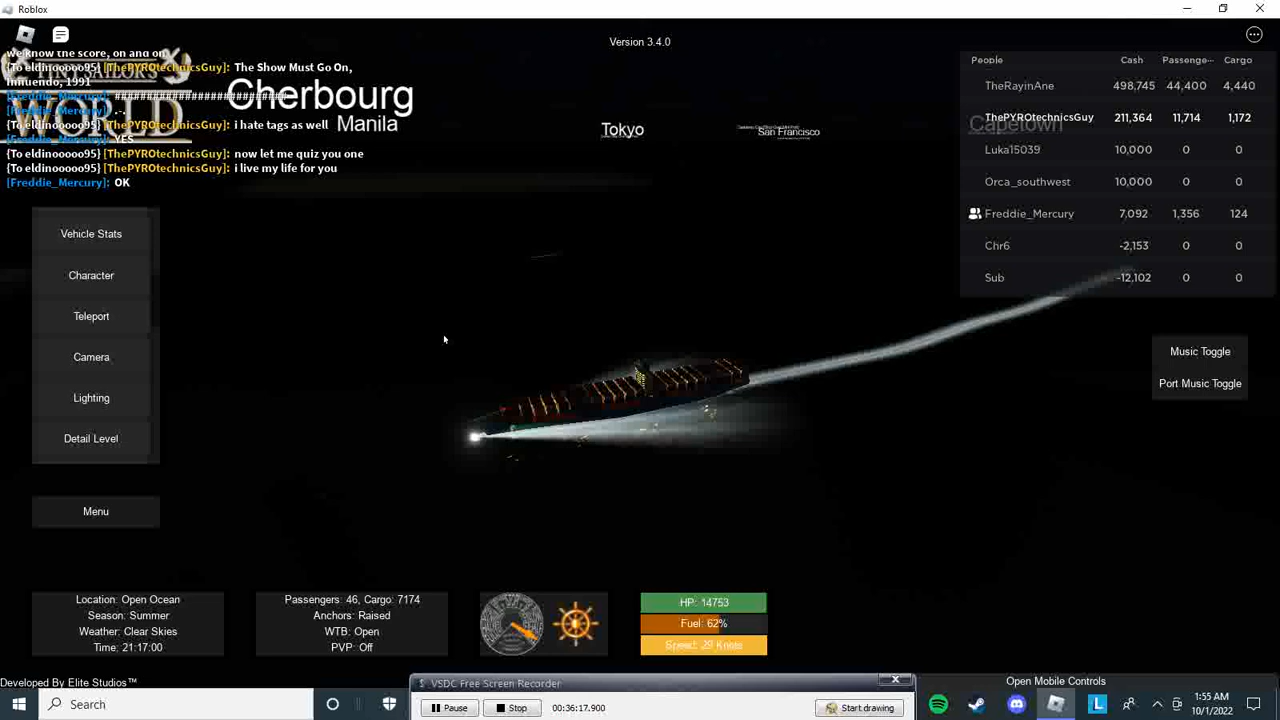 Roblox
Version 3.4.0
we know the score, on and on
{To eldinooooo95} [ThePYROtechnicsGuy]: The Show Must Go On,
Innuendo, 1991
[Freddie_Mercury]: ##########################
[Freddie_Mercury]: ,-.
{To eldinooooo95} [ThePYROtechnicsGuy]: i hate tags as well
[Freddie_Mercury]: YES
{To eldinooooo95} [ThePYROtechnicsGuy]: now let me quiz you one
{To eldinooooo95} [ThePYROtechnicsGuy]: i live my life for you
[Freddie_Mercury]: OK
TIN SAILOR'S
WORLD
Cherbourg
Manila
Tokyo
San Francisco
Capetown
People Cash Passenge... Cargo
TheRayinAne 498,745 44,400 4,440
ThePYROtechnicsGuy 211,364 11,714 1,172
Luka15039 10,000 0 0
Orca_southwest 10,000 0 0
Freddie_Mercury 7,092 1,356 124
Chr6 -2,153 0 0
Sub -12,102 0 0
Vehicle Stats
Character
Teleport
Camera
Lighting
Detail Level
Menu
Music Toggle
Port Music Toggle
Location: Open Ocean
Season: Summer
Weather: Clear Skies
Time: 21:17:00
Passengers: 46, Cargo: 7174
Anchors: Raised
WTB: Open
PVP: Off
HP: 14753
Fuel: 62%
Speed: 29 Knots
Developed By Elite Studios™
Open Mobile Controls
VSDC Free Screen Recorder
Pause
Stop
00:36:17.900
Start drawing
Search
1:55 AM
10/1/2022